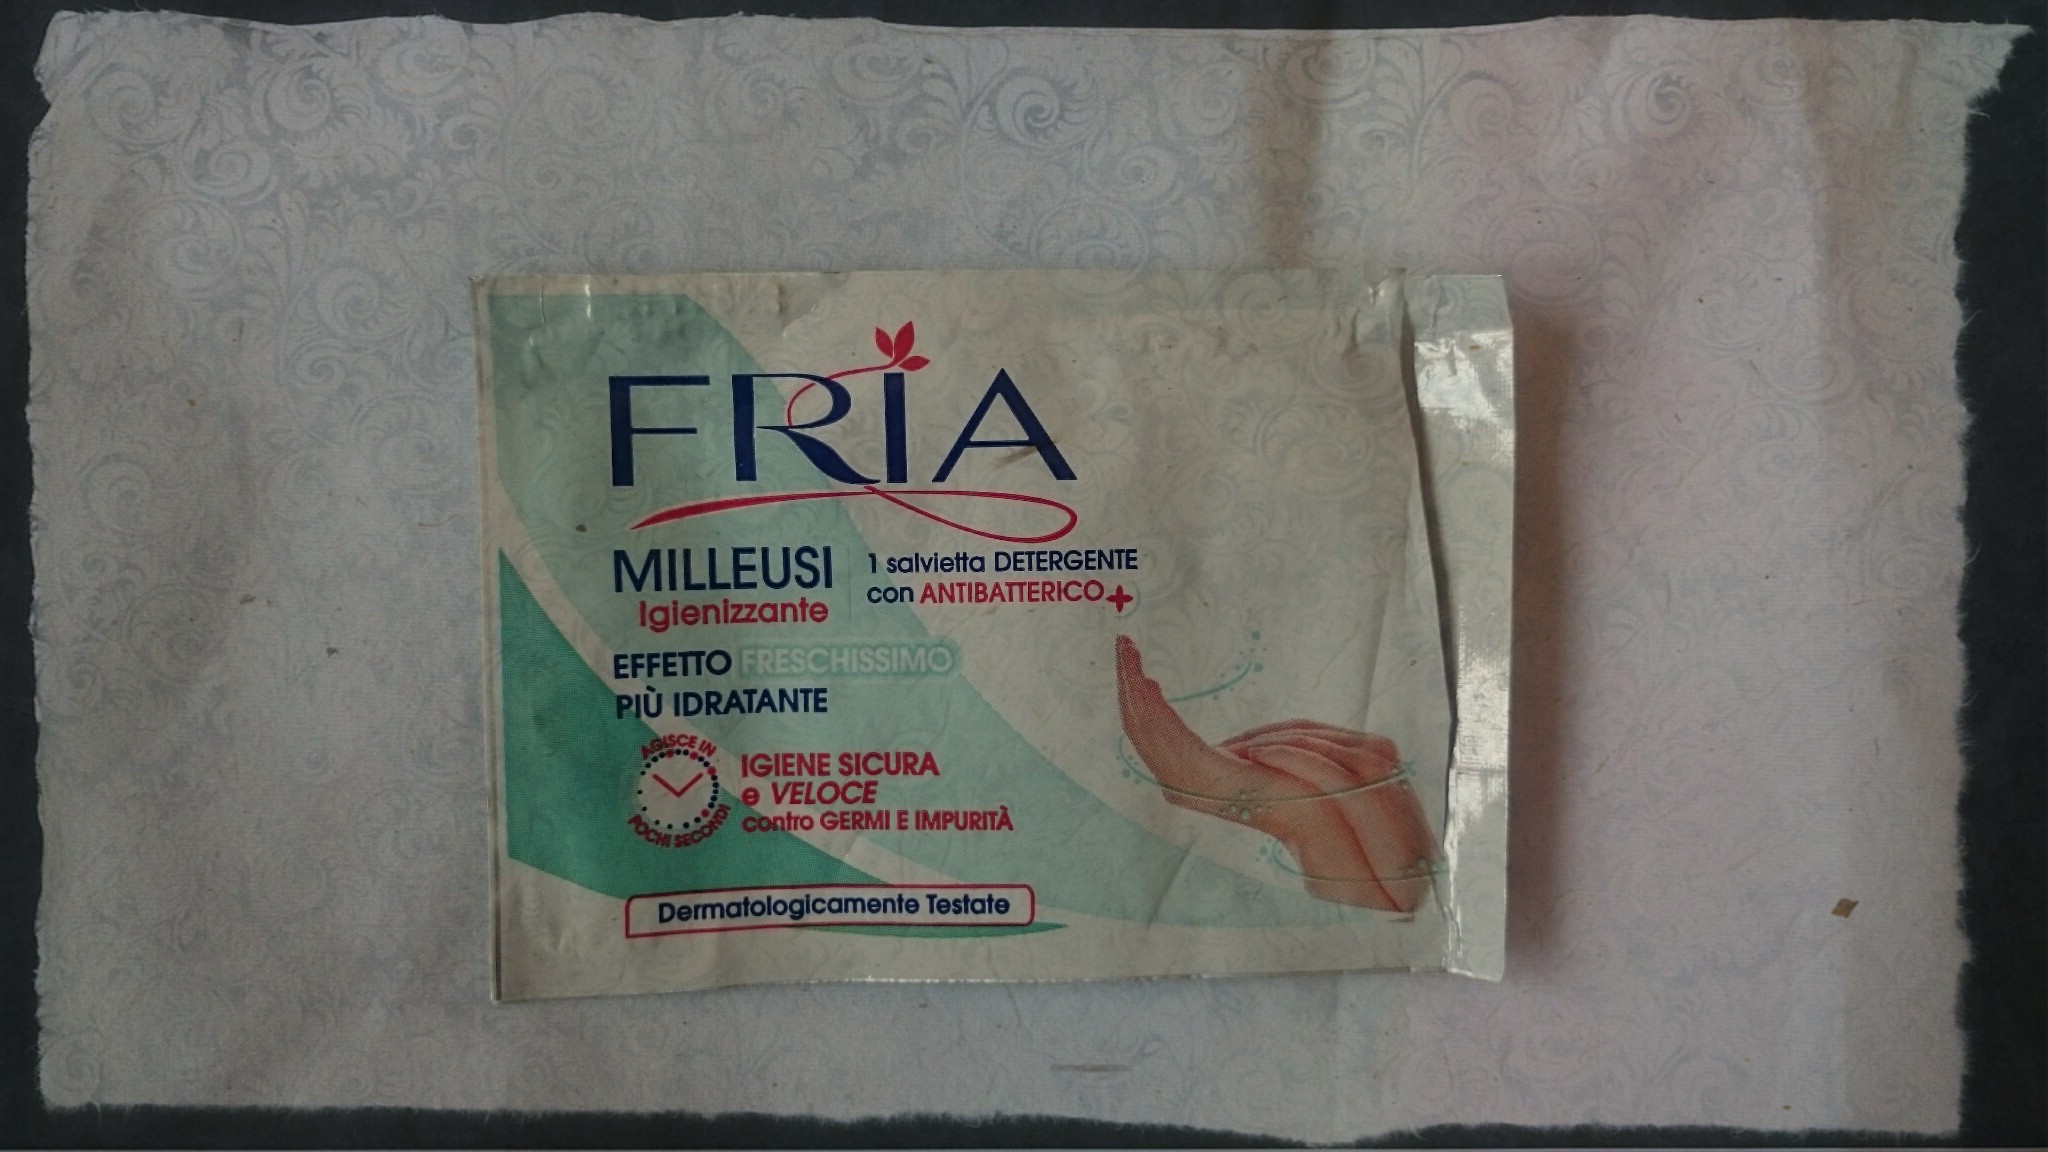 FRIA
MILLEUSI
Igienizzante
1 salvietta DETERGENTE
con ANTIBATTERICO+
EFFETTO FRESCHISSIMO
PIÙ IDRATANTE
AGISCE IN
POCHI SECONDI
IGIENE SICURA
e VELOCE
contro GERMI E IMPURITÀ
Dermatologicamente Testate